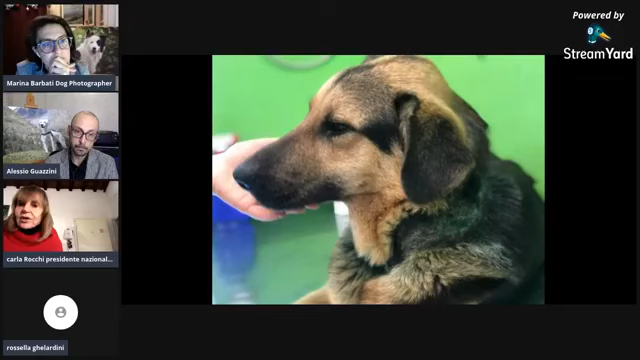 Powered by
StreamYard
Marina Barbati Dog Photographer
Alessio Guazzini
carla Rocchi presidente nazional...
rossella ghelardini